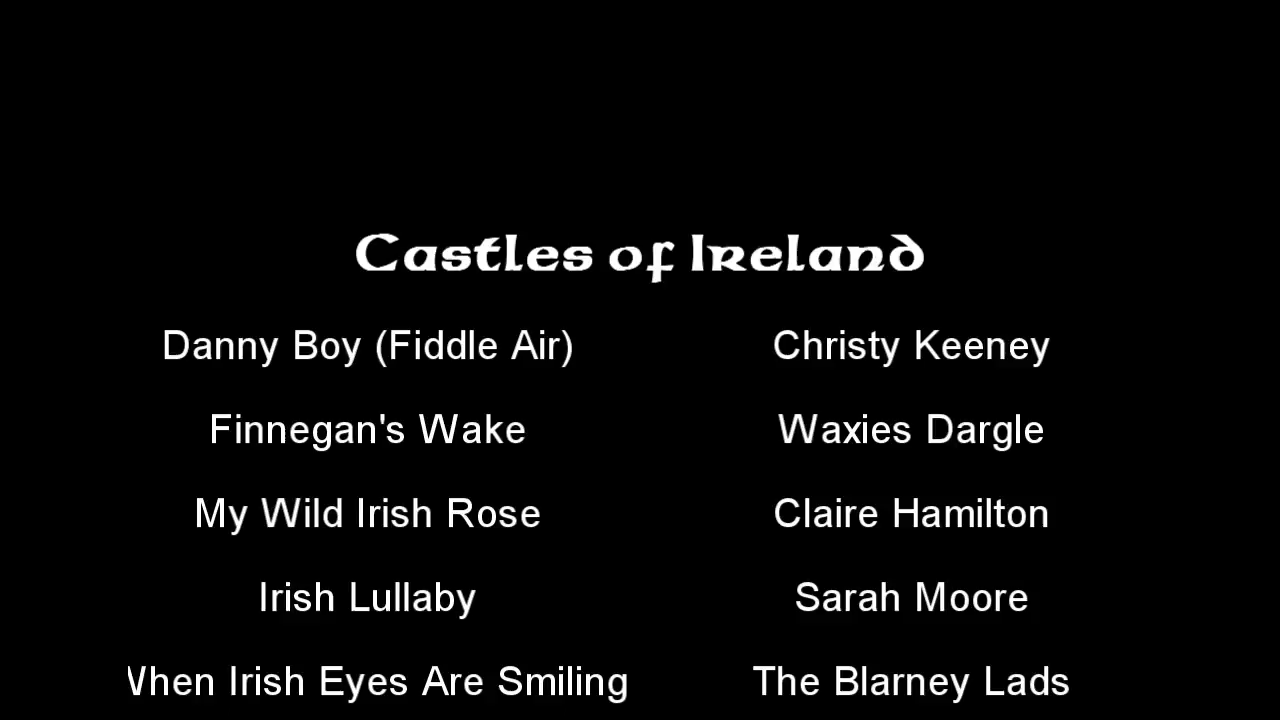 Castles of Ireland
Danny Boy (Fiddle Air) Christy Keeney
Finnegan's Wake Waxies Dargle
My Wild Irish Rose Claire Hamilton
Irish Lullaby Sarah Moore
When Irish Eyes Are Smiling The Blarney Lads